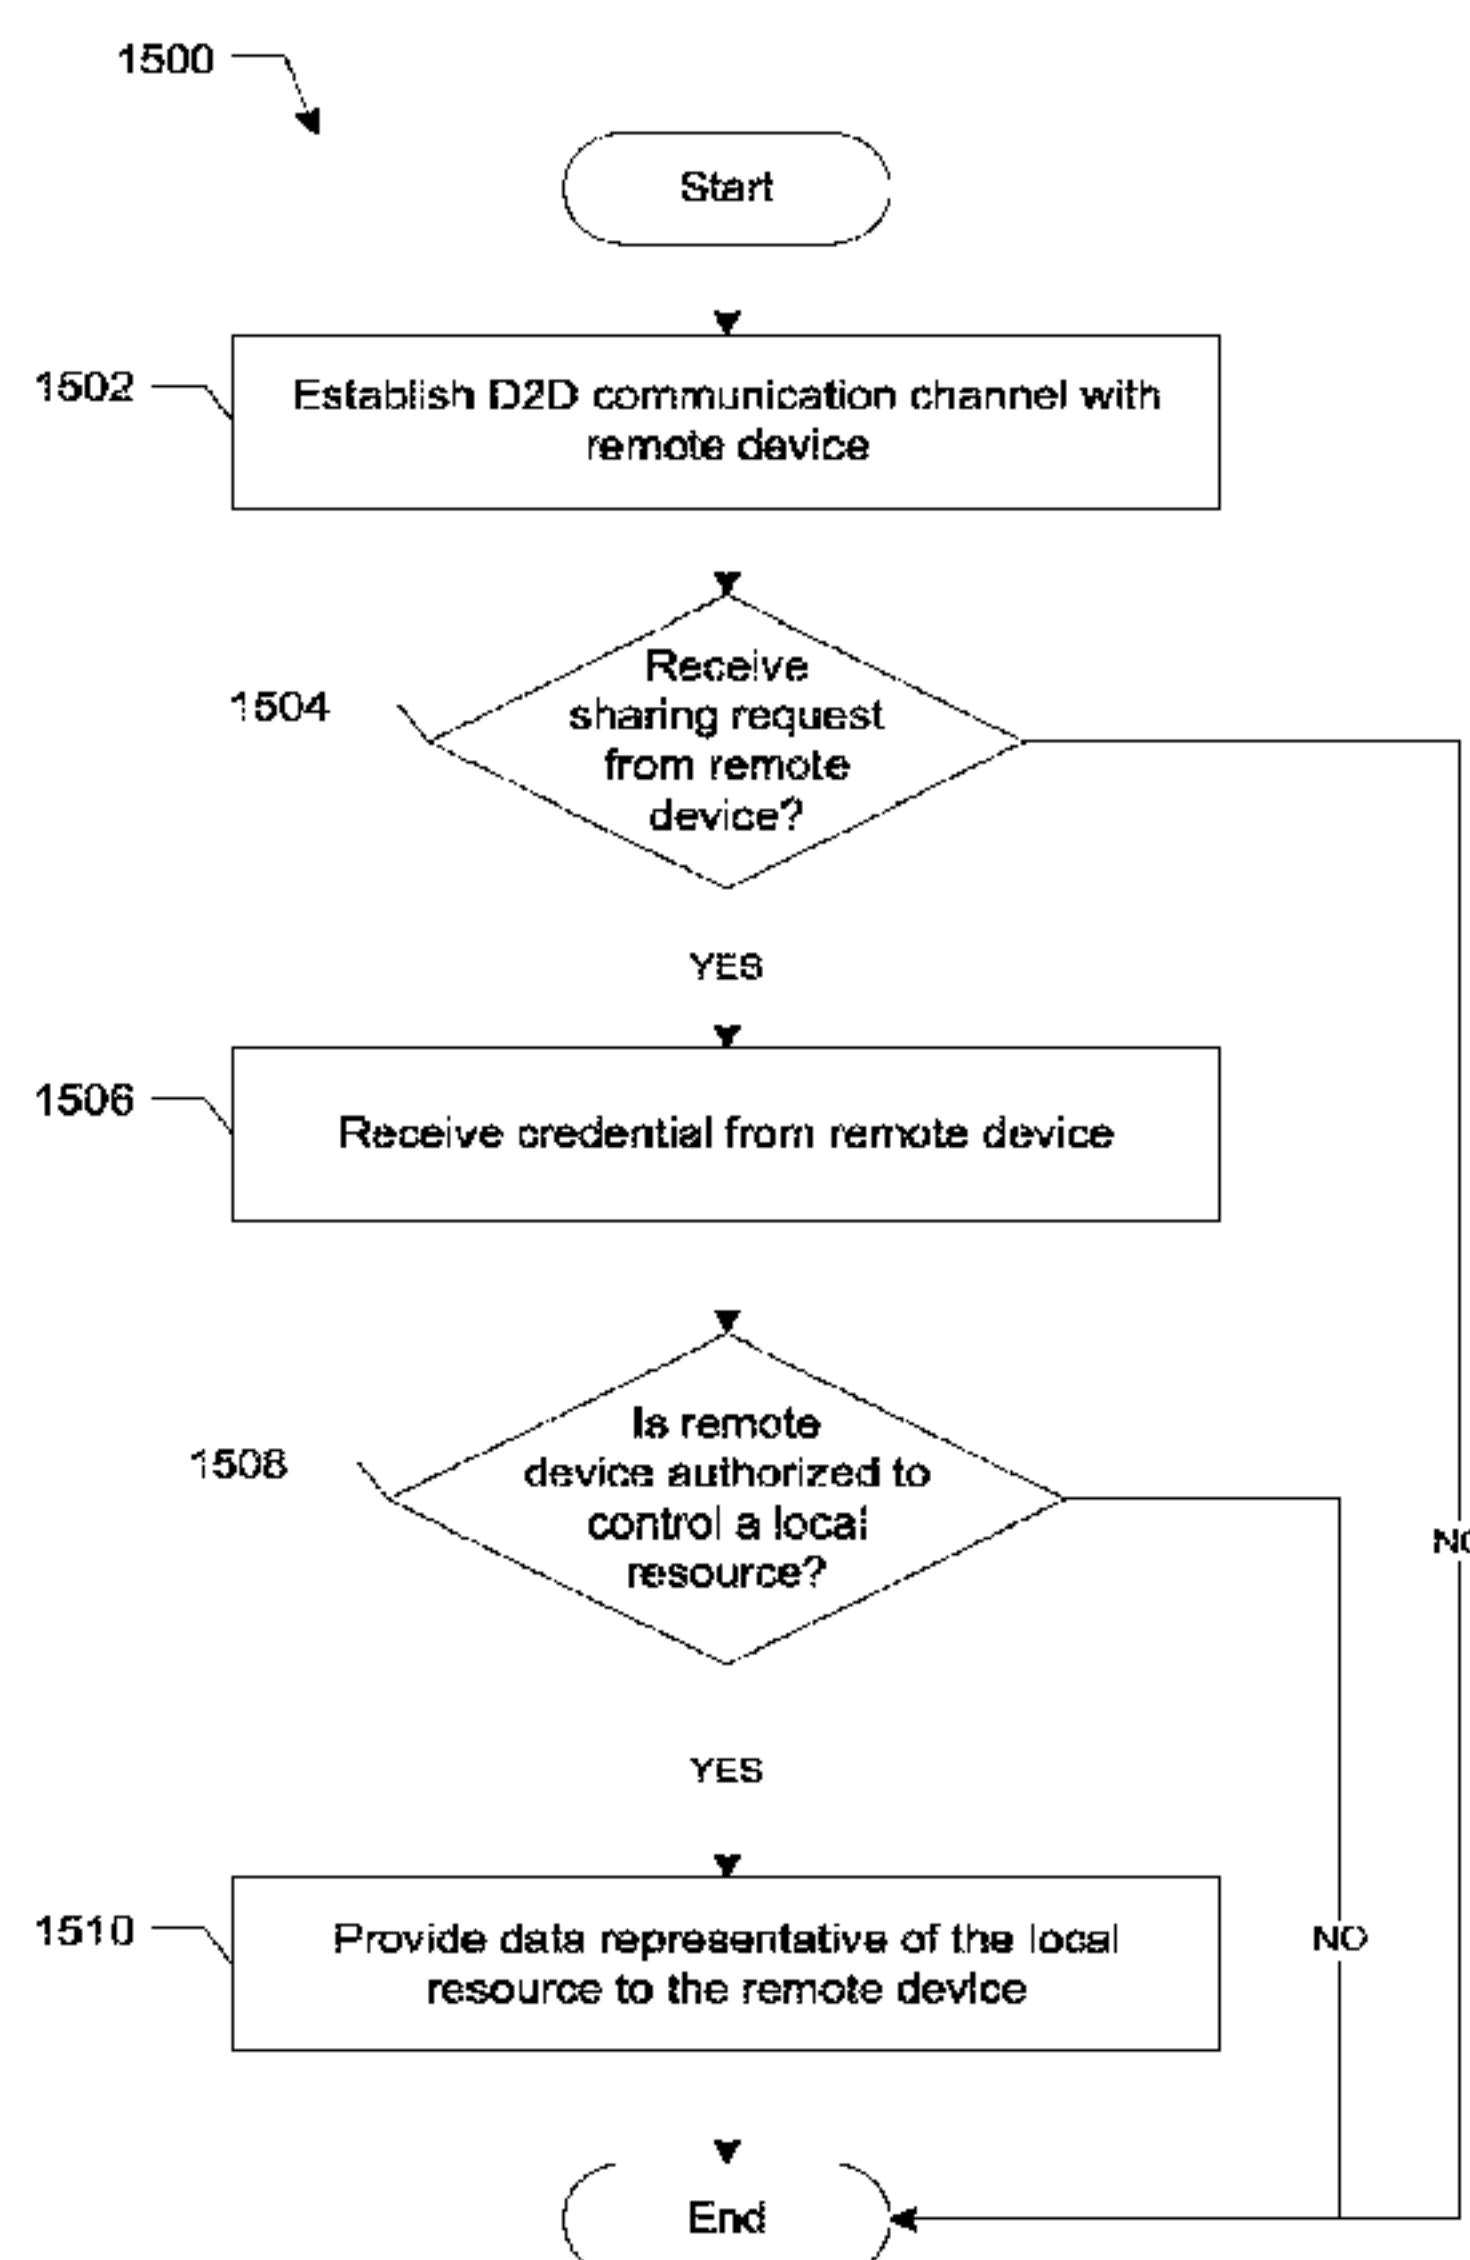 1500
Start
1502
Establish D2D communication channel with
remote device
1504
Receive
sharing request
from remote
device?
YES
1506
Receive credential from remote device
1508
Is remote
device authorized to
control a local
resource?
NO
YES
1510
Provide data representative of the local
resource to the remote device
NO
End